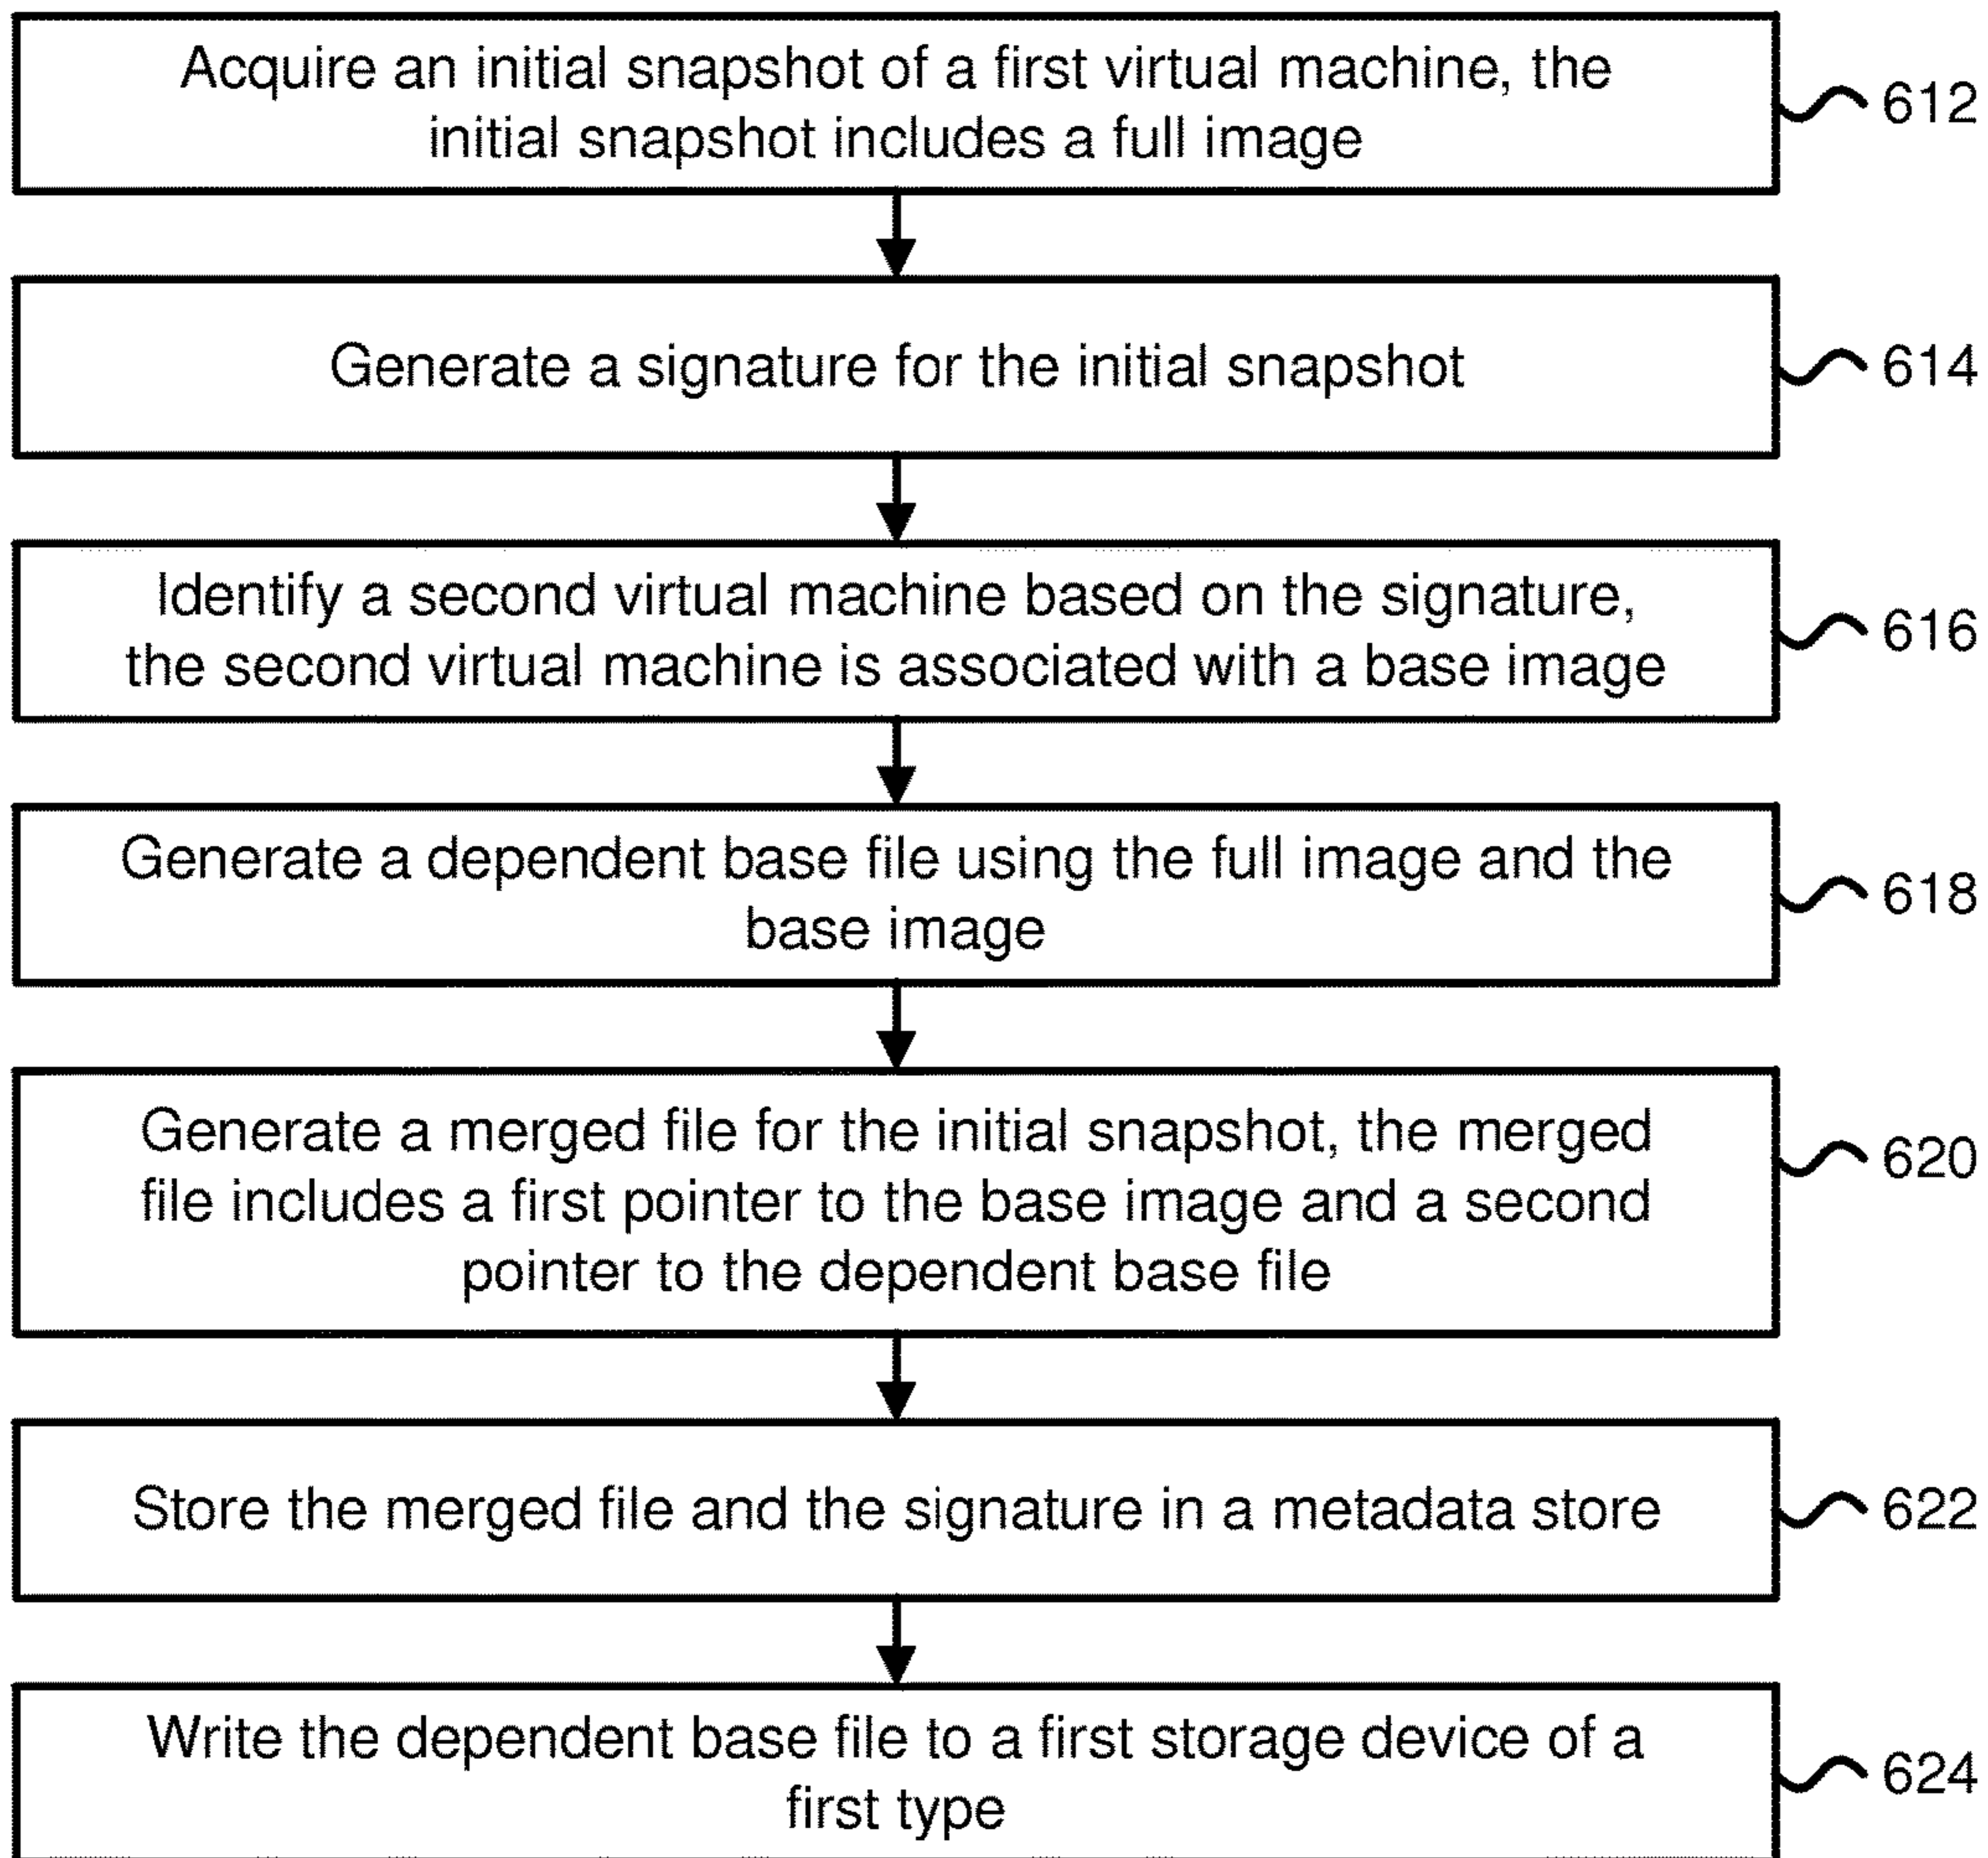 Acquire an initial snapshot of a first virtual machine, the
initial snapshot includes a full image
612
Generate a signature for the initial snapshot
614
Identify a second virtual machine based on the signature,
the second virtual machine is associated with a base image
616
Generate a dependent base file using the full image and the
base image
618
Generate a merged file for the initial snapshot, the merged
file includes a first pointer to the base image and a second
pointer to the dependent base file
620
Store the merged file and the signature in a metadata store
622
Write the dependent base file to a first storage device of a
first type
624